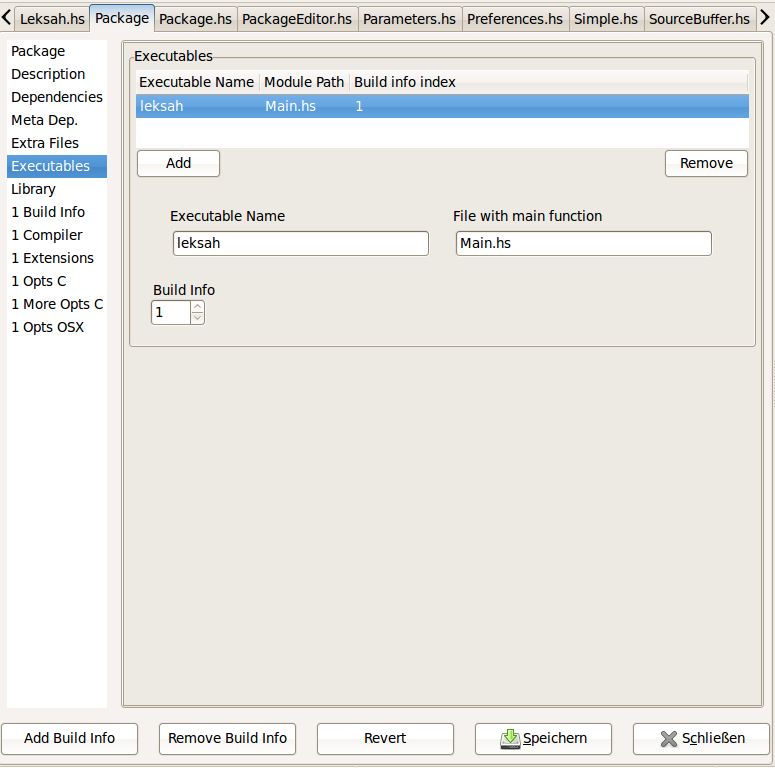 Leksah.hs Package Package.hs PackageEditor.hs Parameters.hs Preferences.hs Simple.hs SourceBuffer.hs
Package
Description
Dependencies
Meta Dep.
Extra Files
Executables
Library
1 Build Info
1 Compiler
1 Extensions
1 Opts C
1 More Opts C
1 Opts OSX
Executables
Executable Name Module Path Build info index
leksah Main.hs 1
Add Remove
Executable Name File with main function
leksah Main.hs
Build Info
1
Add Build Info Remove Build Info Revert Speichern Schließen